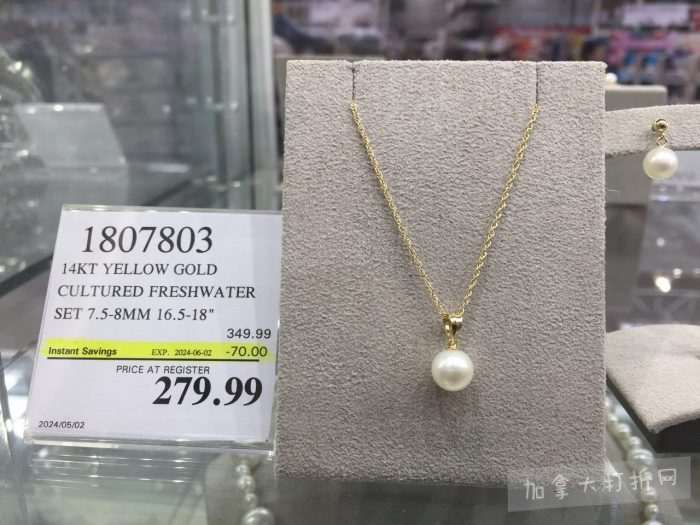 1807803
14KT YELLOW GOLD
CULTURED FRESHWATER
SET 7.5-8MM 16.5-18"
349.99
Instant Savings EXP. 2024-06-02 -70.00
PRICE AT REGISTER
279.99
2024/05/02
加拿大打折网